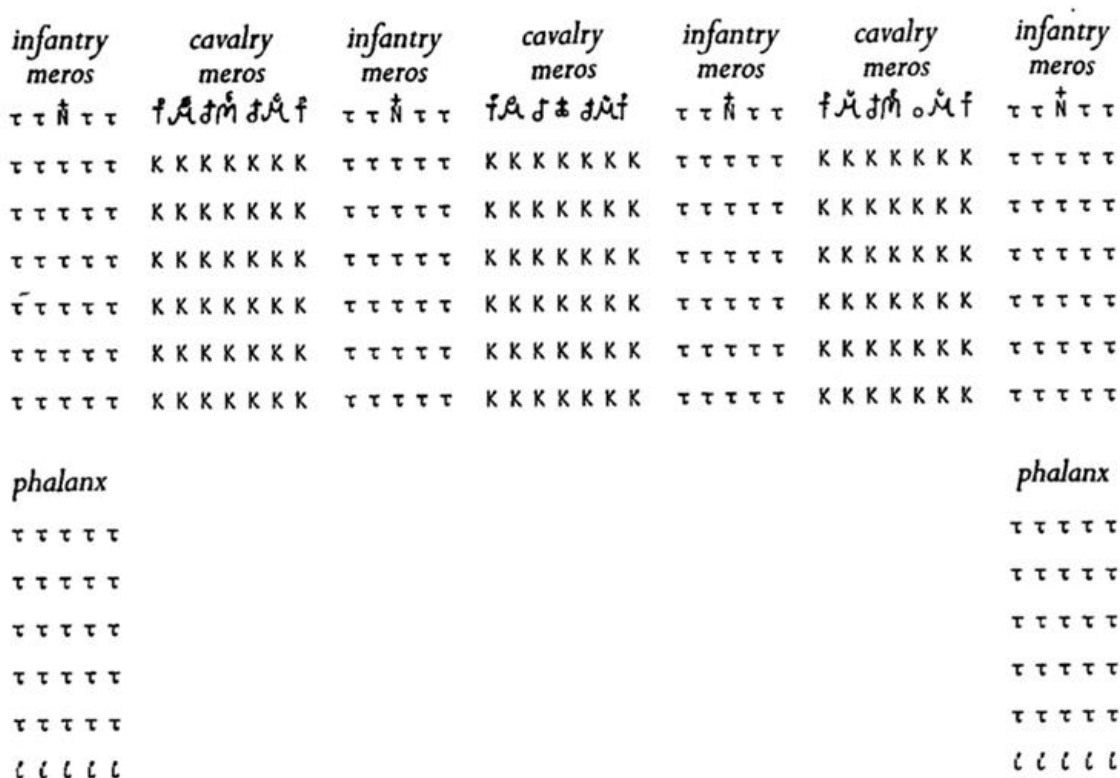 infantry cavalry infantry cavalry infantry cavalry infantry
meros meros meros meros meros meros meros
τ τ τ τ τ τ τ τ τ τ τ τ τ τ τ τ
τ τ τ τ τ K K K K K K K τ τ τ τ τ K K K K K K K τ τ τ τ τ K K K K K K K τ τ τ τ τ
τ τ τ τ τ K K K K K K K τ τ τ τ τ K K K K K K K τ τ τ τ τ K K K K K K K τ τ τ τ τ
τ τ τ τ τ K K K K K K K τ τ τ τ τ K K K K K K K τ τ τ τ τ K K K K K K K τ τ τ τ τ
τ τ τ τ τ K K K K K K K τ τ τ τ τ K K K K K K K τ τ τ τ τ K K K K K K K τ τ τ τ τ
τ τ τ τ τ K K K K K K K τ τ τ τ τ K K K K K K K τ τ τ τ τ K K K K K K K τ τ τ τ τ
τ τ τ τ τ K K K K K K K τ τ τ τ τ K K K K K K K τ τ τ τ τ K K K K K K K τ τ τ τ τ
phalanx phalanx
τ τ τ τ τ τ τ τ τ τ
τ τ τ τ τ τ τ τ τ τ
τ τ τ τ τ τ τ τ τ τ
τ τ τ τ τ τ τ τ τ τ
τ τ τ τ τ τ τ τ τ τ
i i i i i i i i i i